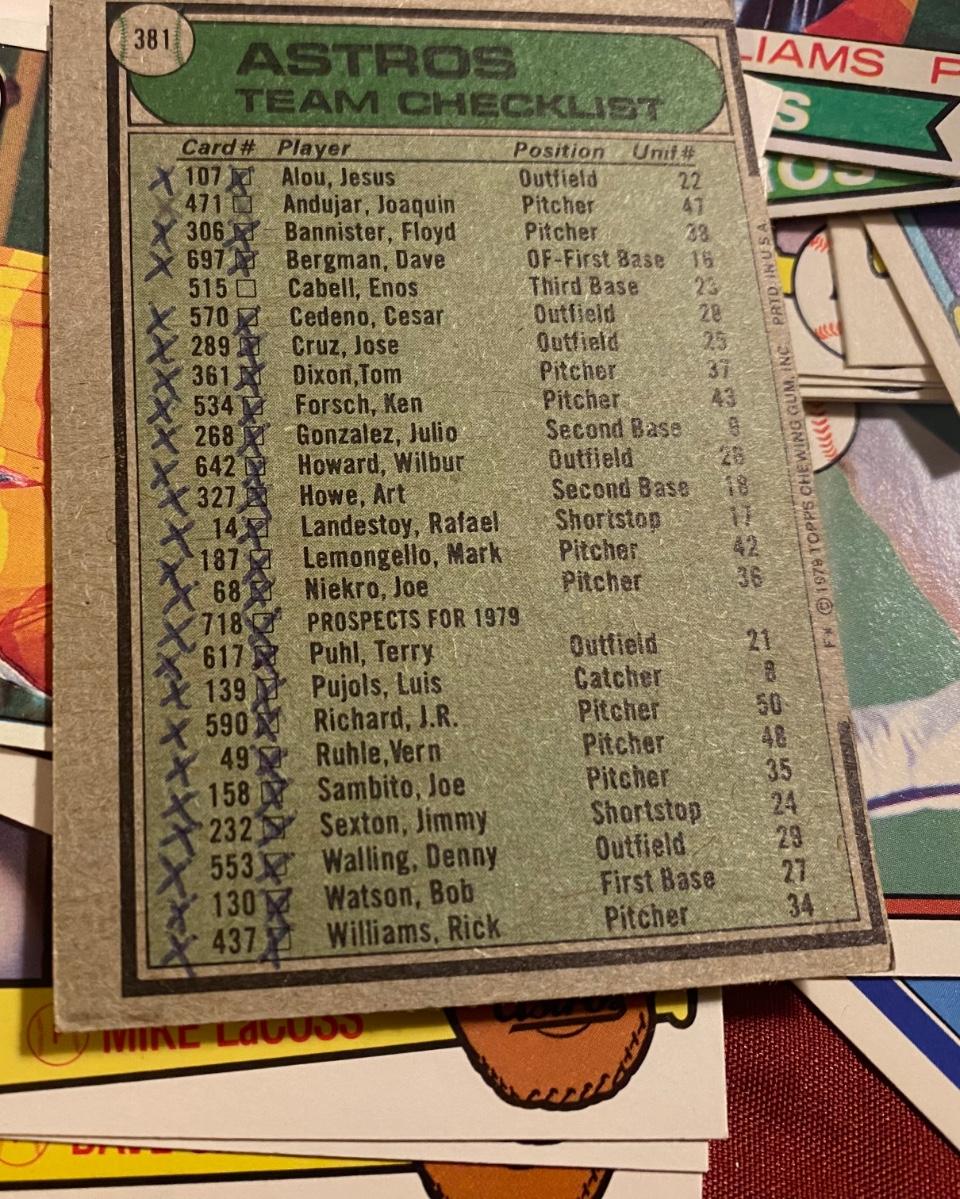 381
ASTROS
TEAM CHECKLIST
Card # Player Position Unif #
107 Alou, Jesus Outfield 22
471 Andujar, Joaquin Pitcher 47
306 Bannister, Floyd Pitcher 38
697 Bergman, Dave OF-First Base 16
515 Cabell, Enos Third Base 23
570 Cedeno, Cesar Outfield 28
289 Cruz, Jose Outfield 25
361 Dixon,Tom Pitcher 37
534 Forsch, Ken Pitcher 43
268 Gonzalez, Julio Second Base
642 Howard, Wilbur Outfield 26
327 Howe, Art Second Base 18
14 Landestoy, Rafael Shortstop 17
187 Lemongello, Mark Pitcher 42
68 Niekro, Joe Pitcher 36
718 PROSPECTS FOR 1979
617 Puhl, Terry Outfield 21
139 Pujols, Luis Catcher 8
590 Richard, J.R. Pitcher 50
49 Ruhle,Vern Pitcher 48
158 Sambito, Joe Pitcher 35
232 Sexton, Jimmy Shortstop 24
553 Walling, Denny Outfield 29
130 Watson, Bob First Base 27
437 Williams, Rick Pitcher 34
© 1979 TOPPS CHEWING GUM, INC. PRTD. IN U.S.A.
LIAMS P
S
ROS
MIKE LaCOSS
Astros